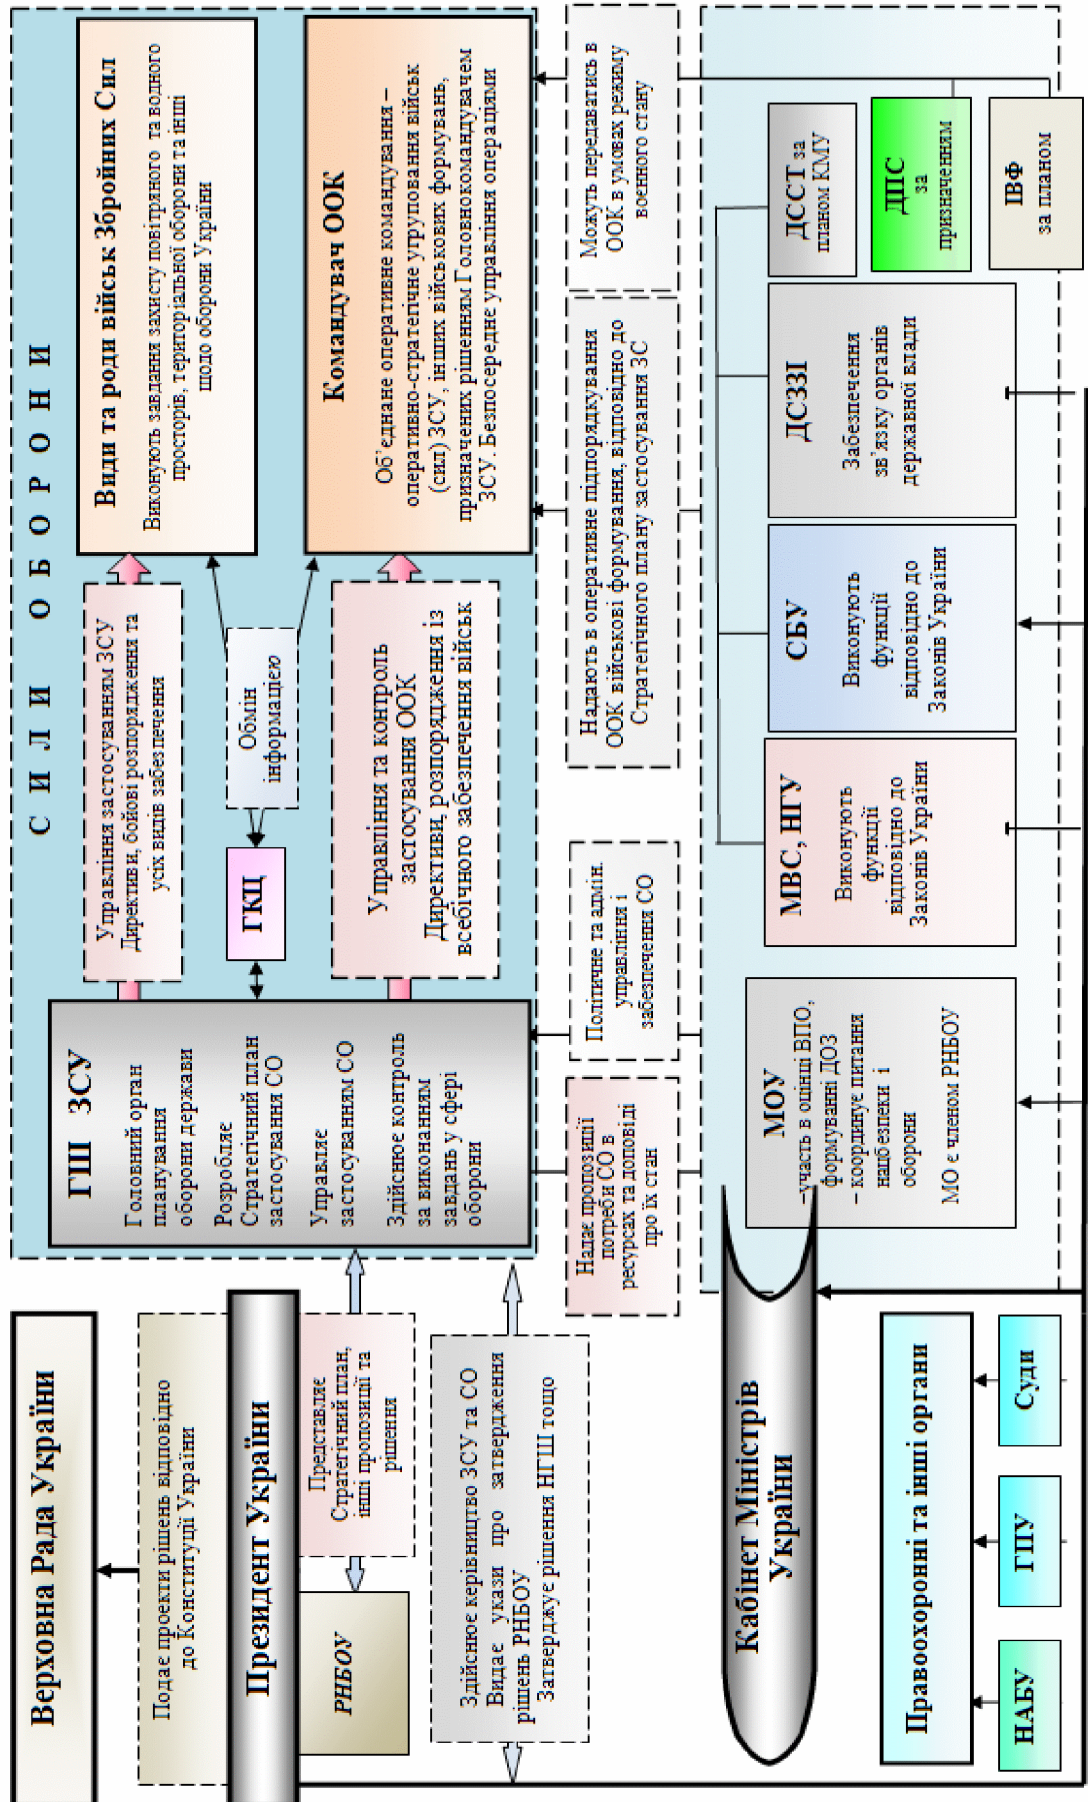 Верховна Рада України
Подає проекти рішень відповідно
до Конституції України
Президент України
Представляє
Стратегічний план,
інші пропозиції та
рішення
РНБОУ
Здійснює керівництво ЗСУ та СО
Видає укази про затвердження
рішень РНБОУ
Затверджує рішення НГШ тощо
Кабінет Міністрів
України
Правоохоронні та інші органи
НАБУ
ГПУ
Суди
СИЛИ ОБОРОНИ
ГШ ЗСУ
Головний орган
планування
оборони держави
Розробляє
Стратегічний план
застосування СО
Управляє
застосуванням СО
Здійснює контроль
за виконанням
завдань у сфері
оборони
Управління застосуванням ЗСУ
Директиви, бойові розпорядження та
усіх видів забезпечення
ГКЦ
Обмін
інформацією
Управління та контроль
застосування ООК
Директиви, розпорядження із
всебічного забезпечення військ
Види та роди військ Збройних Сил
Виконують завдання захисту повітряного та водного
просторів, територіальної оборони та інші
щодо оборони України
Командувач ООК
Об'єднане оперативне командування –
оперативно-стратегічне угруповання військ
(сил) ЗСУ, інших військових формувань,
призначених рішенням Головнокомандувачем
ЗСУ. Безпосереднє управління операціями
Надає пропозиції
потреби СО в
ресурсах та доповіді
про їх стан
Політичне та адмін.
управління і
забезпечення СО
Надають в оперативне підпорядкування
ООК військові формування, відповідно до
Стратегічного плану застосування ЗС
Можуть передаватись в
ООК в умовах режиму
воєнного стану
МОУ
–участь в оцінці ВПО,
формуванні ДОЗ
– координує питання
нацбезпеки і
оборони
МО є членом РНБОУ
МВС, НГУ
Виконують
функції
відповідно до
Законів України
СБУ
Виконують
функції
відповідно до
Законів України
ДСЗЗІ
Забезпечення
зв'язку органів
державної влади
ДССТ за
планом КМУ
ДПС
за
призначенням
ІВФ
за планом